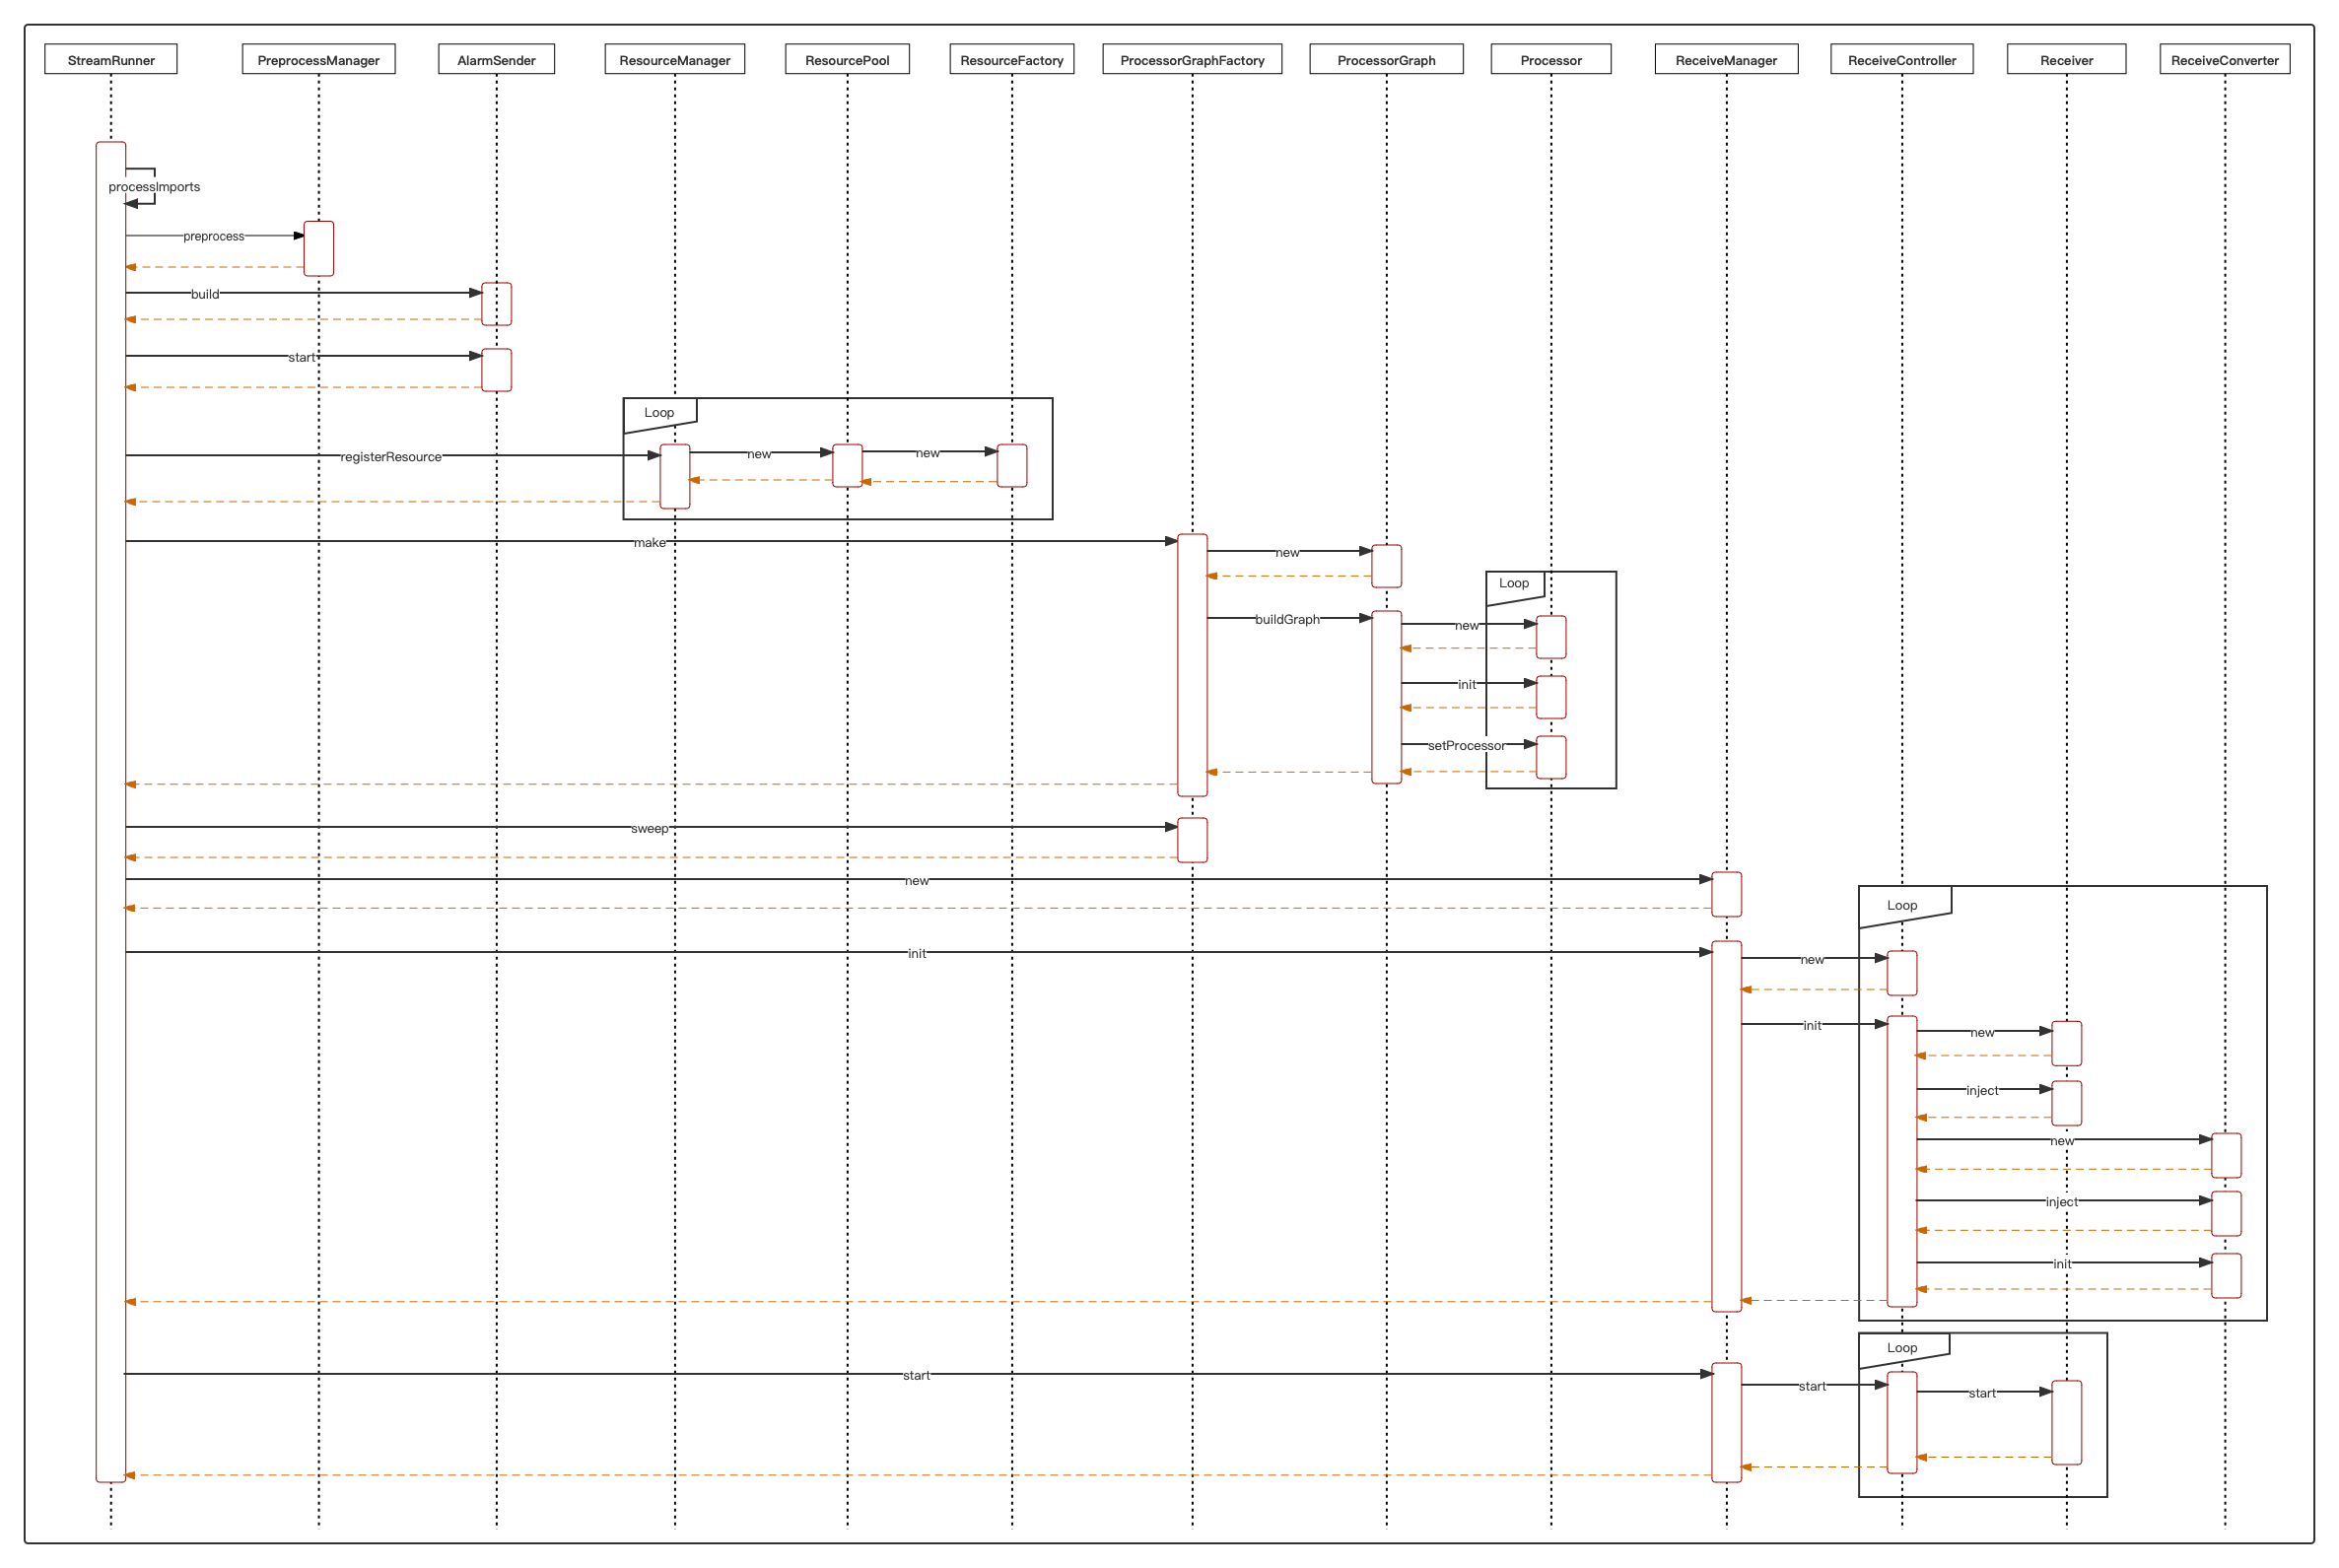 StreamRunner
PreprocessManager
AlarmSender
ResourceManager
ResourcePool
ResourceFactory
ProcessorGraphFactory
ProcessorGraph
Processor
ReceiveManager
ReceiveController
Receiver
ReceiveConverter
processImports
preprocess
build
start
Loop
registerResource
new
new
make
new
Loop
buildGraph
new
init
setProcessor
sweep
new
Loop
init
new
init
new
inject
new
inject
init
Loop
start
start
start